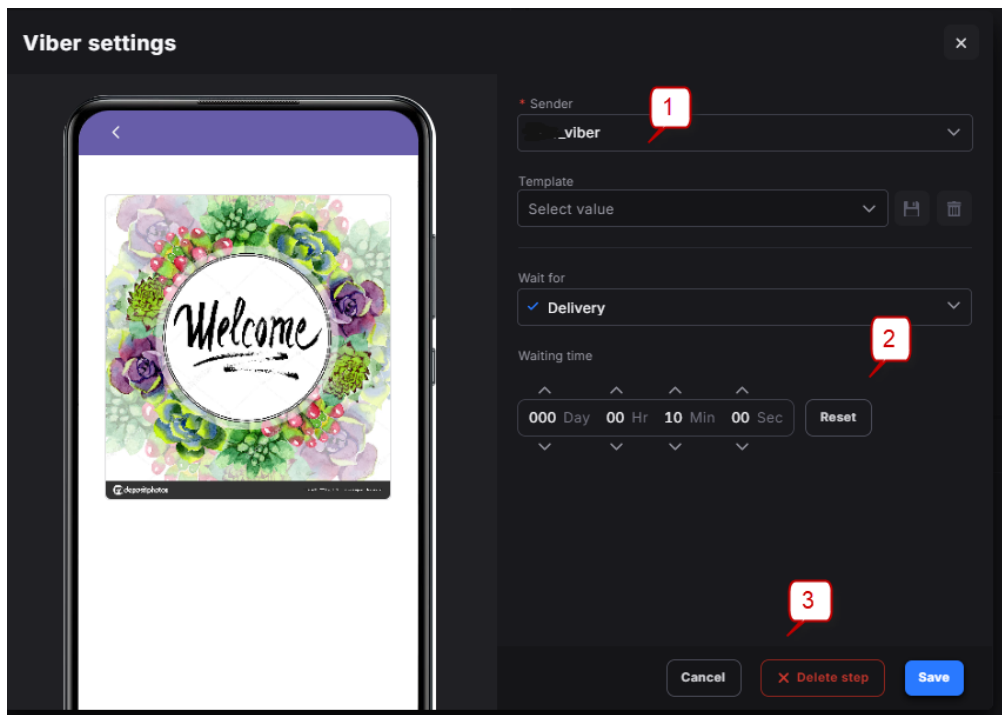 Viber settings
* Sender
1
_viber
Template
Select value
Wait for
Delivery
2
Waiting time
000 Day 00 Hr 10 Min 00 Sec
Reset
Welcome
depositphotos
3
Cancel
Delete step
Save